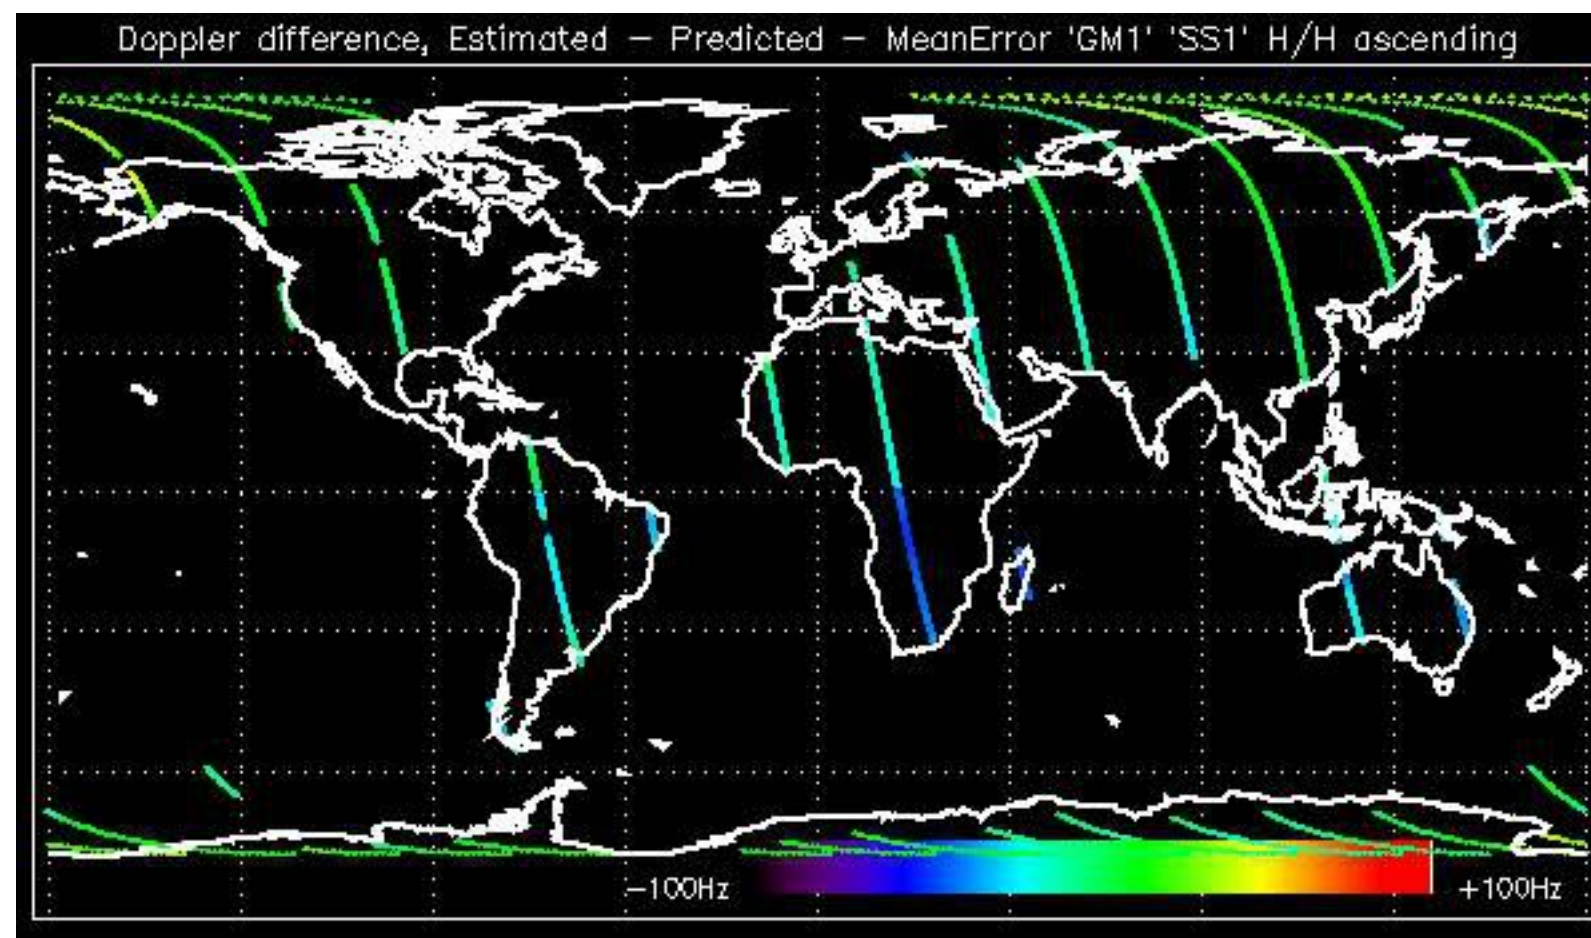 Doppler difference, Estimated – Predicted – MeanError 'GM1' 'SS1' H/H ascending
–100Hz
+100Hz